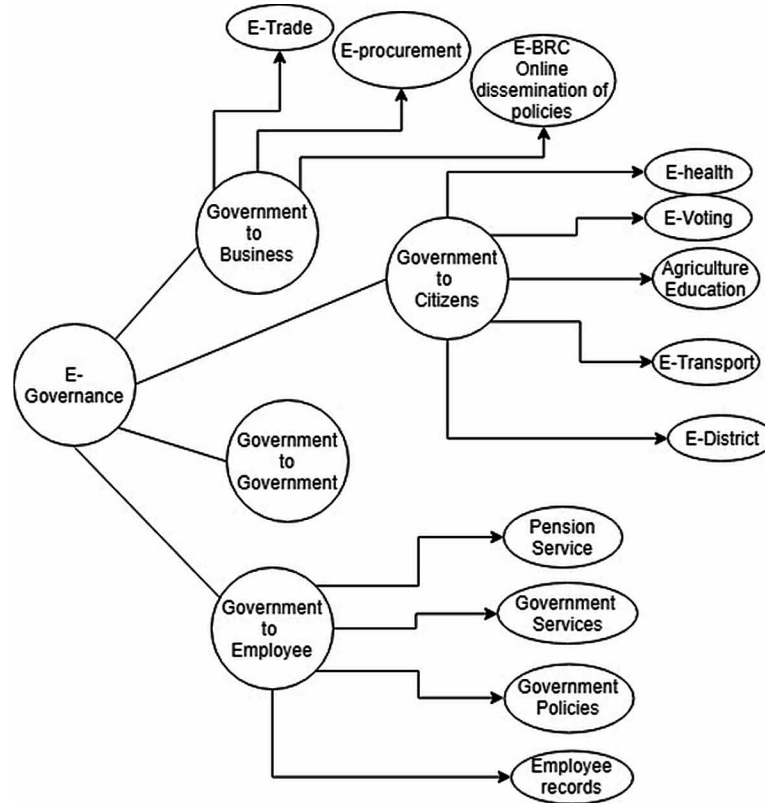 E-Trade
E-procurement
E-BRC
Online
dissemination of
policies
Government
to
Business
E-health
E-Voting
Government
to
Citizens
Agriculture
Education
E-Transport
E-
Governance
E-District
Government
to
Government
Pension
Service
Government
to
Employee
Government
Services
Government
Policies
Employee
records